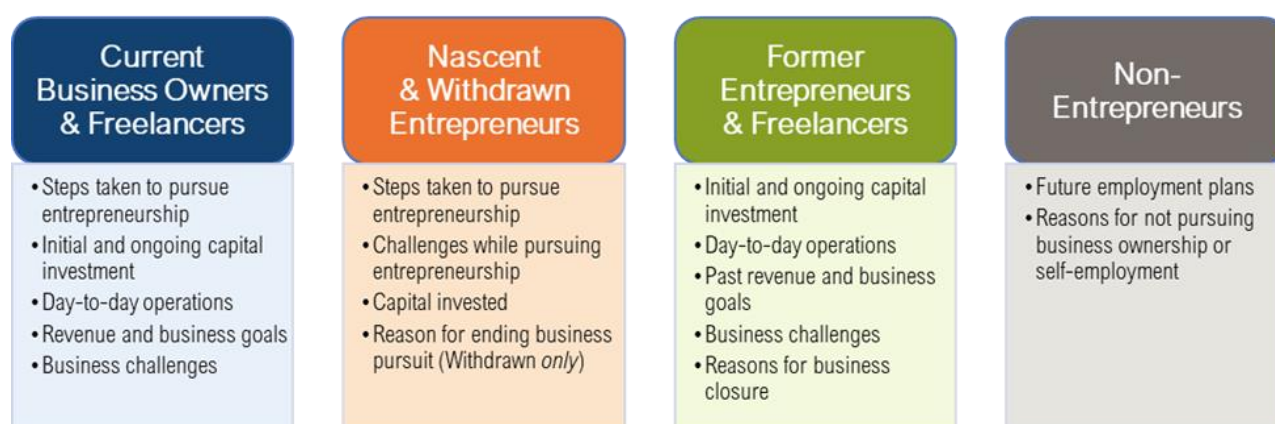 Current
Business Owners
& Freelancers
• Steps taken to pursue
entrepreneurship
• Initial and ongoing capital
investment
• Day-to-day operations
• Revenue and business goals
• Business challenges
Nascent
& Withdrawn
Entrepreneurs
• Steps taken to pursue
entrepreneurship
• Challenges while pursuing
entrepreneurship
• Capital invested
• Reason for ending business
pursuit (Withdrawn only)
Former
Entrepreneurs
& Freelancers
• Initial and ongoing capital
investment
• Day-to-day operations
• Past revenue and business
goals
• Business challenges
• Reasons for business
closure
Non-
Entrepreneurs
• Future employment plans
• Reasons for not pursuing
business ownership or
self-employment